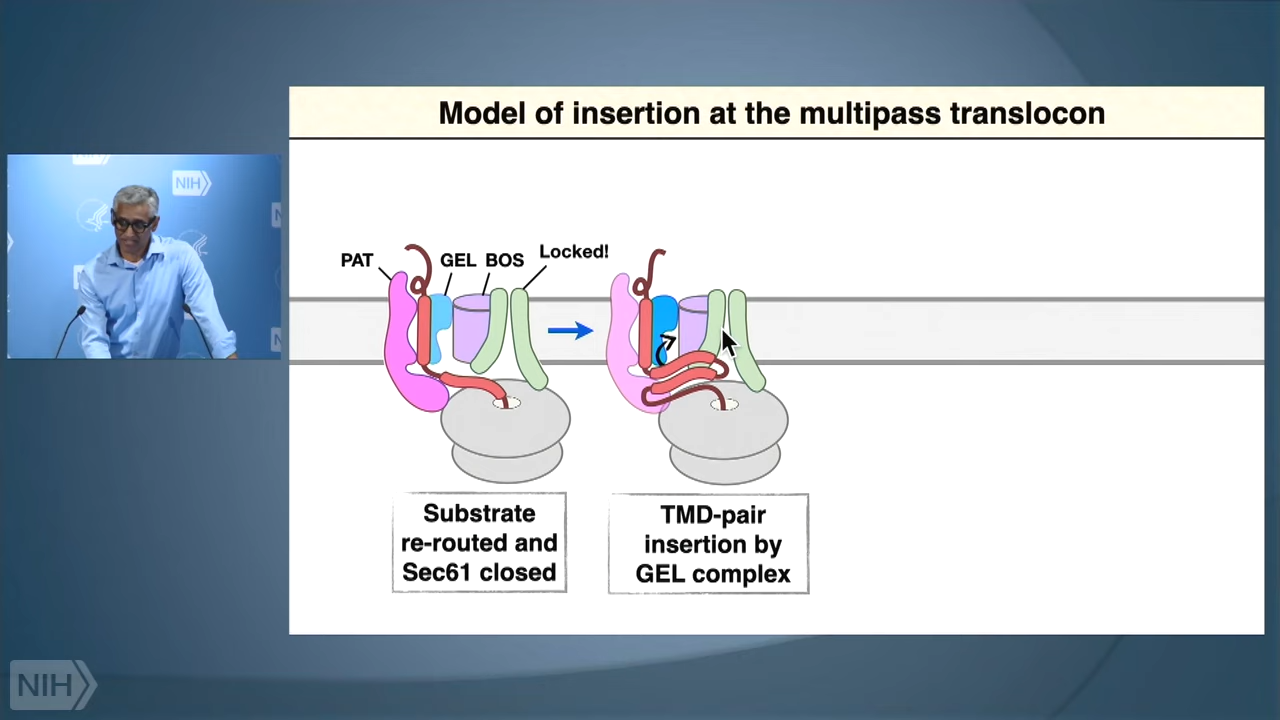 Model of insertion at the multipass translocon
NIH
PAT
GEL
BOS
Locked!
Substrate
re-routed and
Sec61 closed
TMD-pair
insertion by
GEL complex
NIH